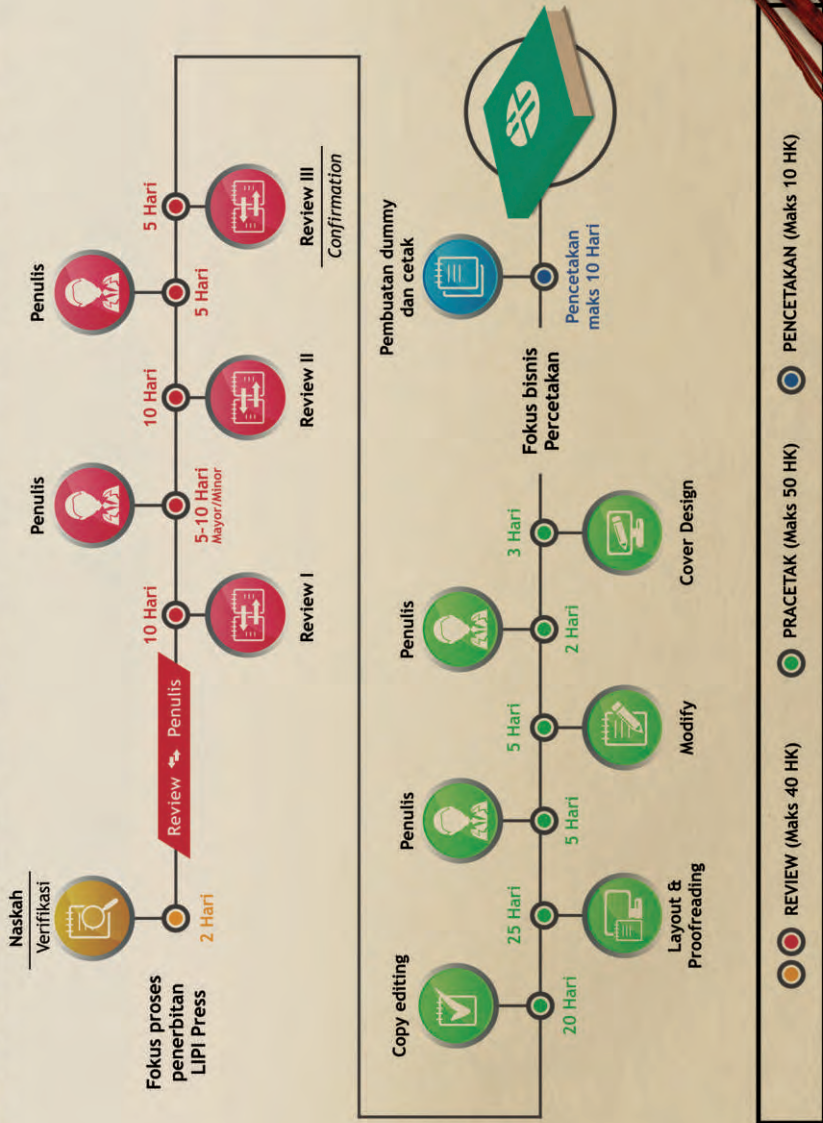 Fokus proses
penerbitan
LIPI Press
Naskah
Verifikasi
2 Hari
Review Penulis
10 Hari
Review I
Penulis
5-10 Hari
Mayor/Minor
10 Hari
Review II
Penulis
5 Hari
5 Hari
Review III
Confirmation
Copy editing
20 Hari
25 Hari
Layout &
Proofreading
Penulis
5 Hari
5 Hari
Modify
Penulis
2 Hari
3 Hari
Cover Design
Fokus bisnis
Percetakan
Pembuatan dummy
dan cetak
Pencetakan
maks 10 Hari
REVIEW (Maks 40 HK)
PRACETAK (Maks 50 HK)
PENCETAKAN (Maks 10 HK)